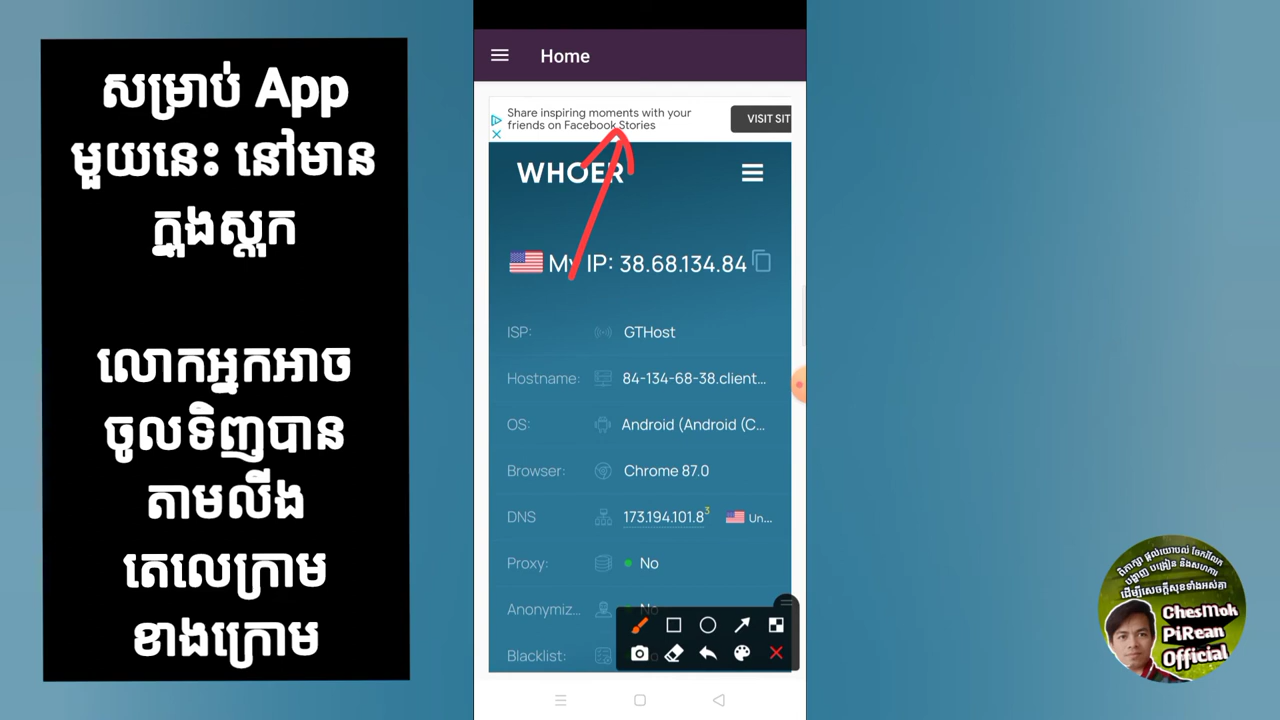 សម្រាប់ App
មួយនេះ នៅមាន
ក្នុងស្តុក
លោកអ្នកអាច
ចូលទិញបាន
តាមលីង
តេលេក្រាម
ខាងក្រោម
Home
Share inspiring moments with your
friends on Facebook Stories
VISIT SIT
WHOER
My IP: 38.68.134.84
ISP: GTHost
Hostname: 84-134-68-38.client...
OS: Android (Android (C...
Browser: Chrome 87.0
DNS 173.194.101.8 3 Un...
Proxy: No
Anonymiz... No
Blacklist:
ChesMok
PiRean
Official